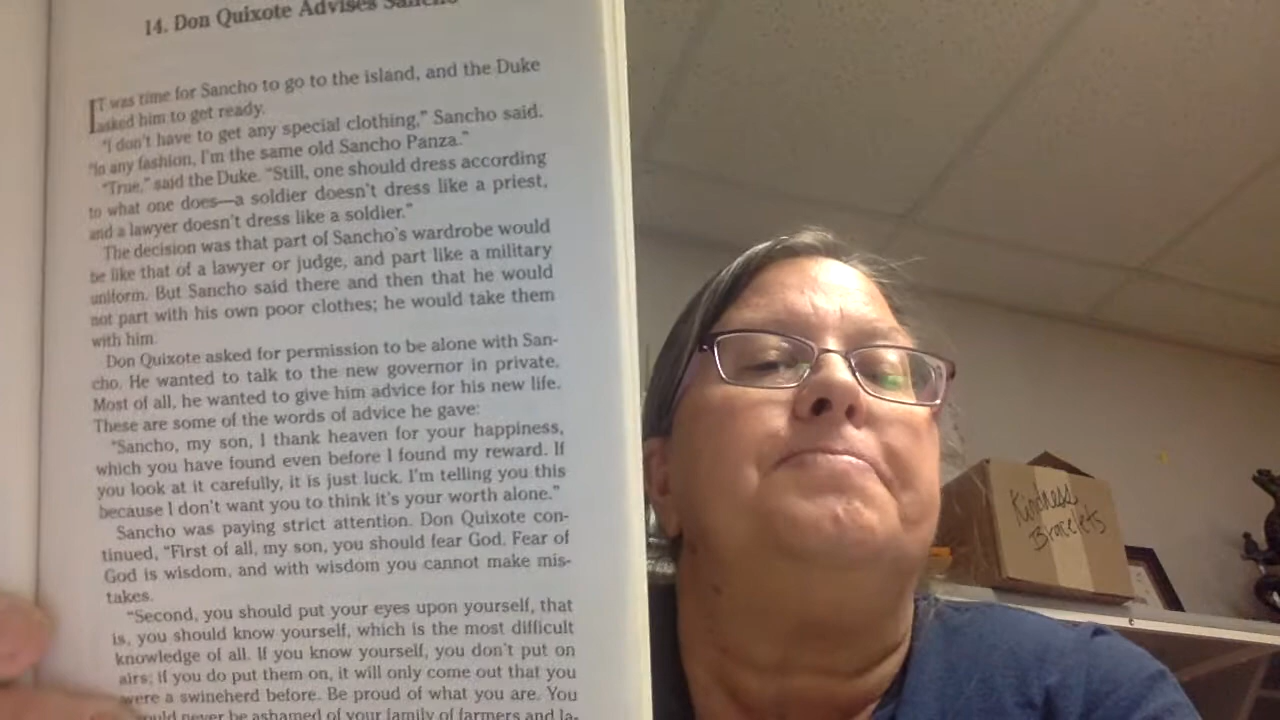 14. Don Quixote Advises Sancho
IT was time for Sancho to go to the island, and the Duke
asked him to get ready.
"I don't have to get any special clothing," Sancho said.
"In any fashion, I'm the same old Sancho Panza."
"True," said the Duke. "Still, one should dress according
to what one does—a soldier doesn't dress like a priest,
and a lawyer doesn't dress like a soldier."
The decision was that part of Sancho's wardrobe would
be like that of a lawyer or judge, and part like a military
uniform. But Sancho said there and then that he would
not part with his own poor clothes; he would take them
with him.
Don Quixote asked for permission to be alone with San-
cho. He wanted to talk to the new governor in private.
Most of all, he wanted to give him advice for his new life.
These are some of the words of advice he gave:
"Sancho, my son, I thank heaven for your happiness,
which you have found even before I found my reward. If
you look at it carefully, it is just luck. I'm telling you this
because I don't want you to think it's your worth alone."
Sancho was paying strict attention. Don Quixote con-
tinued, "First of all, my son, you should fear God. Fear of
God is wisdom, and with wisdom you cannot make mis-
takes.
"Second, you should put your eyes upon yourself, that
is, you should know yourself, which is the most difficult
knowledge of all. If you know yourself, you don't put on
airs; if you do put them on, it will only come out that you
were a swineherd before. Be proud of what you are. You
should never be ashamed of your family of farmers and la-
Kindness
Bracelets